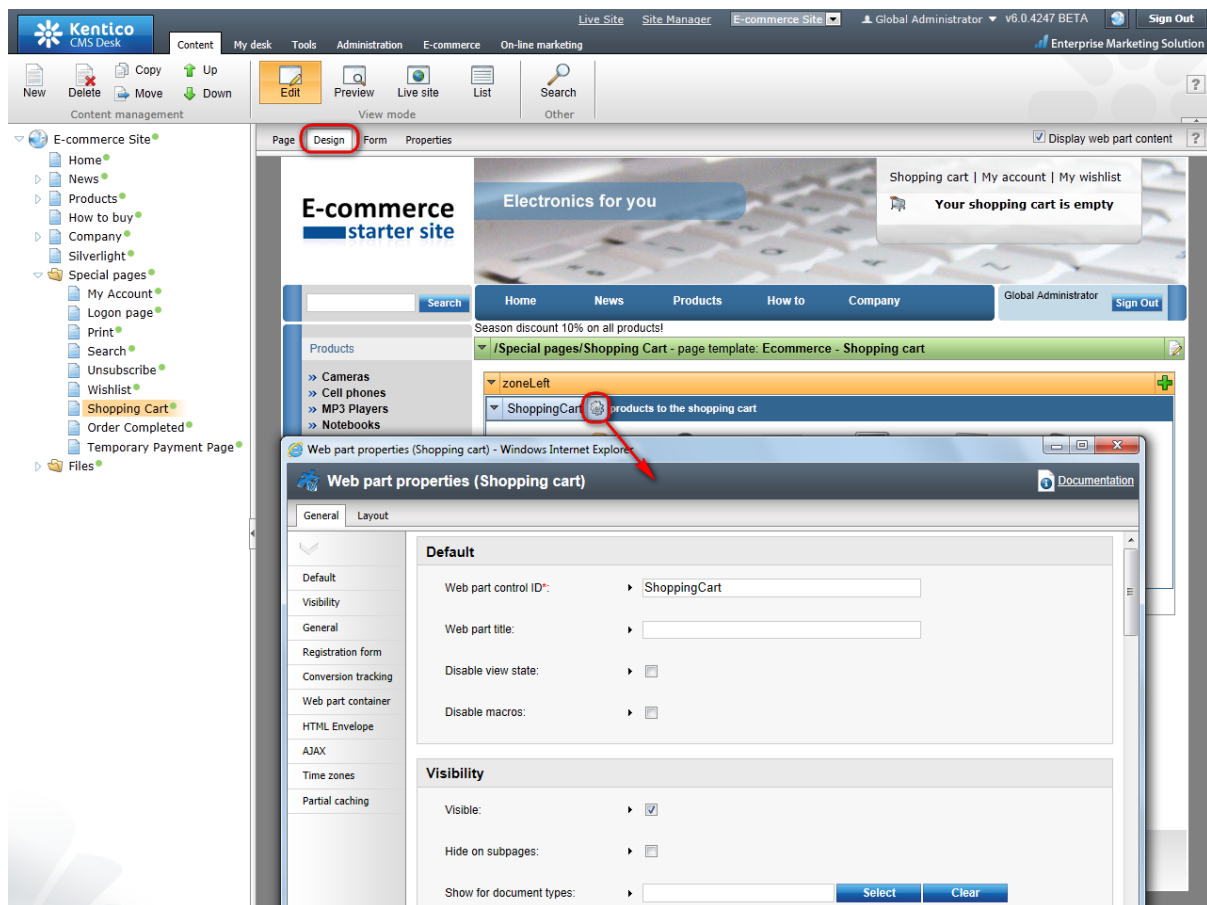 Kentico
CMS Desk
Live Site Site Manager E-commerce Site Global Administrator v6.0.4247 BETA Sign Out
Content My desk Tools Administration E-commerce On-line marketing Enterprise Marketing Solution
New Delete Copy Move Up Down
Content management
Edit Preview Live site List
View mode
Search
Other
?
E-commerce Site
Home
News
Products
How to buy
Company
Silverlight
Special pages
My Account
Logon page
Print
Search
Unsubscribe
Wishlist
Shopping Cart
Order Completed
Temporary Payment Page
Files
Page Design Form Properties Display web part content ?
E-commerce
starter site
Electronics for you
Shopping cart | My account | My wishlist
Your shopping cart is empty
Search Home News Products How to Company Global Administrator Sign Out
Season discount 10% on all products!
/Special pages/Shopping Cart - page template: Ecommerce - Shopping cart
Products
» Cameras
» Cell phones
» MP3 Players
» Notebooks
zoneLeft
ShoppingCart products to the shopping cart
Web part properties (Shopping cart) - Windows Internet Explorer
Web part properties (Shopping cart) Documentation
General Layout
Default
Visibility
General
Registration form
Conversion tracking
Web part container
HTML Envelope
AJAX
Time zones
Partial caching
Default
Web part control ID*: ShoppingCart
Web part title:
Disable view state:
Disable macros:
Visibility
Visible:
Hide on subpages:
Show for document types: Select Clear